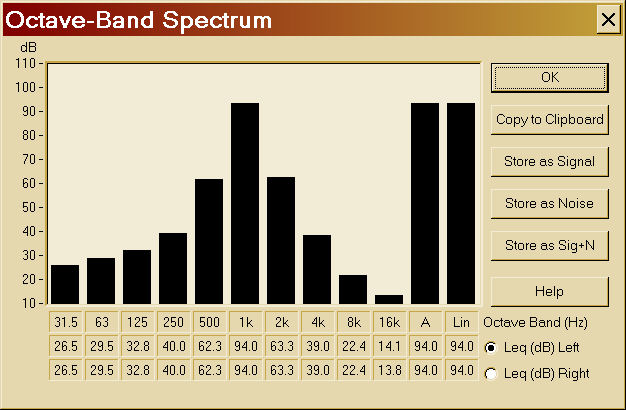 Octave-Band Spectrum
dB
110
100
90
80
70
60
50
40
30
20
10
OK
Copy to Clipboard
Store as Signal
Store as Noise
Store as Sig+N
Help
31.5 63 125 250 500 1k 2k 4k 8k 16k A Lin Octave Band (Hz)
26.5 29.5 32.8 40.0 62.3 94.0 63.3 39.0 22.4 14.1 94.0 94.0 Leq (dB) Left
26.5 29.5 32.8 40.0 62.3 94.0 63.3 39.0 22.4 13.8 94.0 94.0 Leq (dB) Right